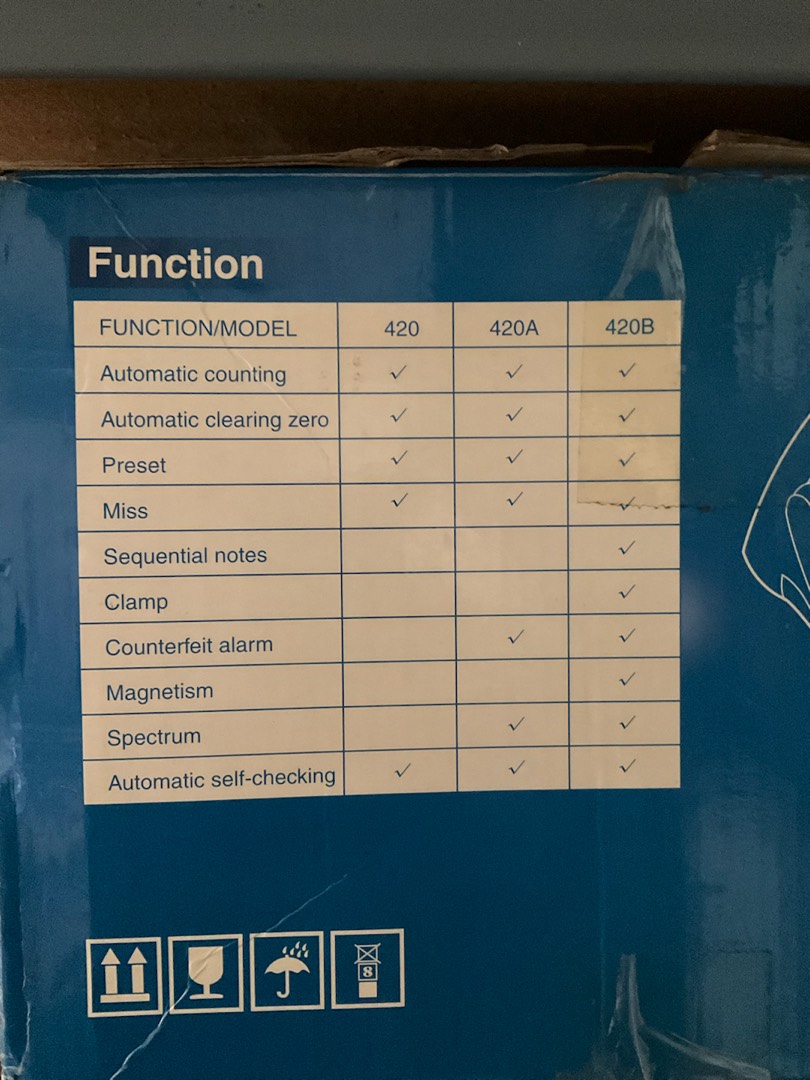 Function
FUNCTION/MODEL 420 420A 420B
Automatic counting ✓ ✓ ✓
Automatic clearing zero ✓ ✓ ✓
Preset ✓ ✓ ✓
Miss ✓ ✓ ✓
Sequential notes ✓
Clamp ✓
Counterfeit alarm ✓ ✓
Magnetism ✓
Spectrum ✓ ✓
Automatic self-checking ✓ ✓ ✓
8